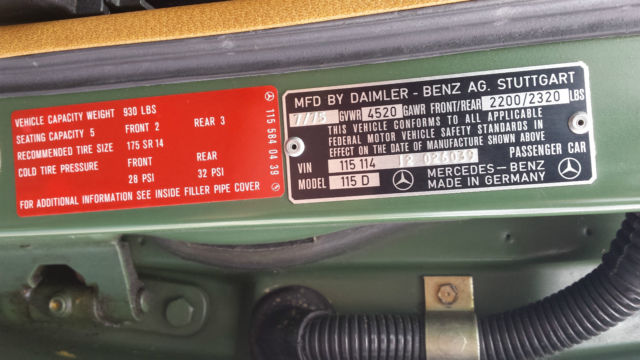 VEHICLE CAPACITY WEIGHT 930 LBS
SEATING CAPACITY 5 FRONT 2 REAR 3
RECOMMENDED TIRE SIZE 175 SR 14
COLD TIRE PRESSURE FRONT REAR
28 PSI 32 PSI
FOR ADDITIONAL INFORMATION SEE INSIDE FILLER PIPE COVER
115 584 04 39
MFD BY DAIMLER - BENZ AG. STUTTGART
7/75 GVWR 4520 GAWR FRONT/REAR 2200/2320 LBS
THIS VEHICLE CONFORMS TO ALL APPLICABLE
FEDERAL MOTOR VEHICLE SAFETY STANDARDS IN
EFFECT ON THE DATE OF MANUFACTURE SHOWN ABOVE
VIN 115 114 12 026039 PASSENGER CAR
MODEL 115 D MERCEDES-BENZ
MADE IN GERMANY